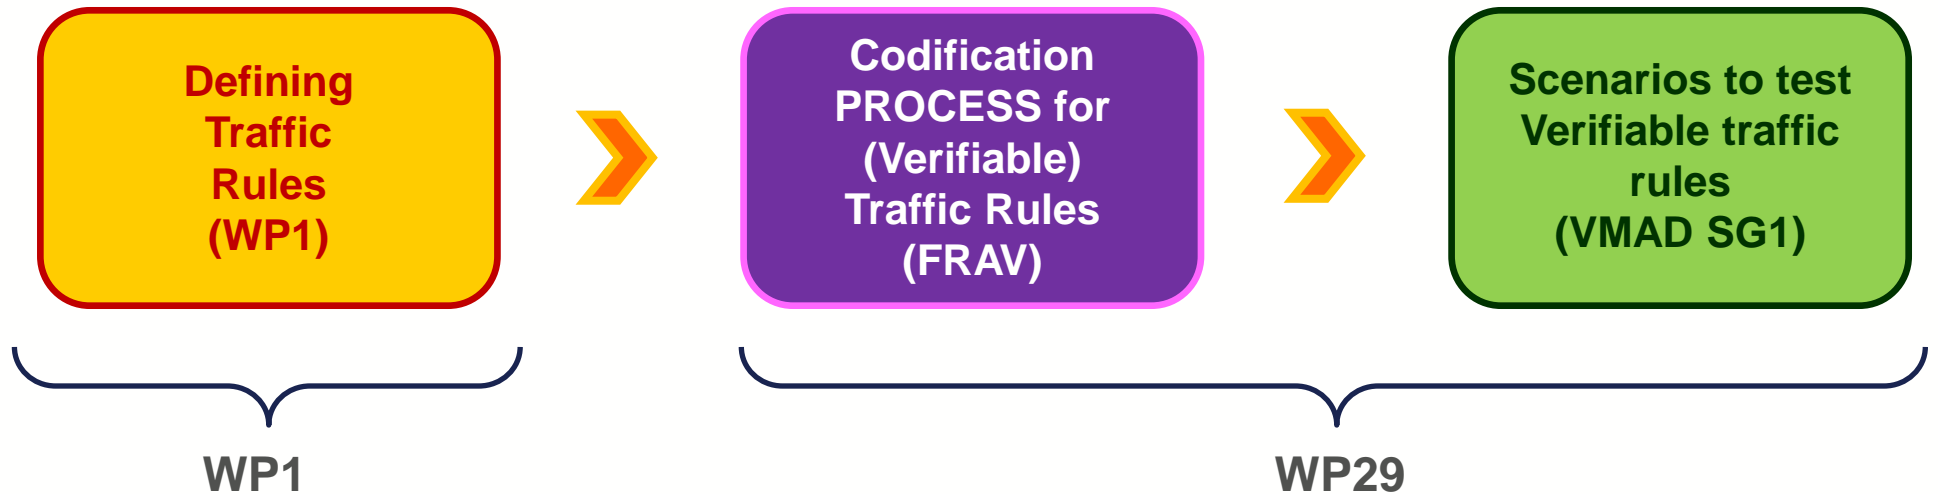 Defining
Traffic
Rules
(WP1)
Codification
PROCESS for
(Verifiable)
Traffic Rules
(FRAV)
Scenarios to test
Verifiable traffic
rules
(VMAD SG1)
WP1
WP29